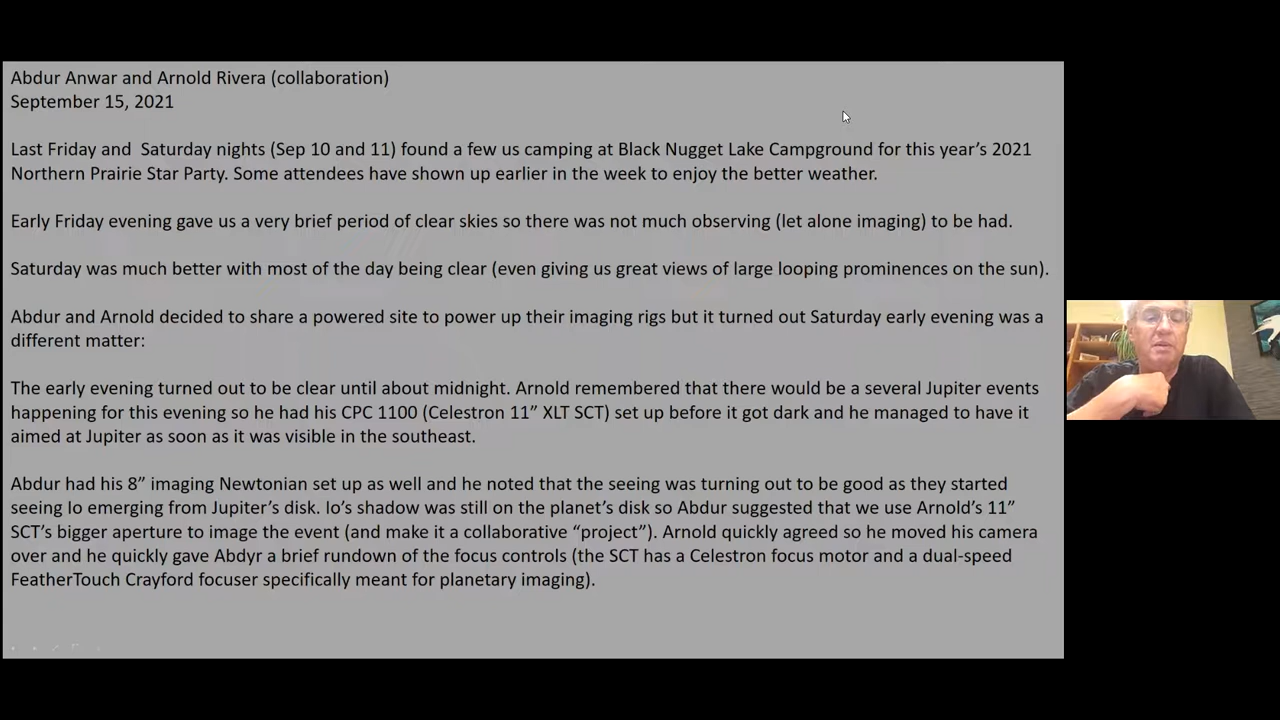 Abdur Anwar and Arnold Rivera (collaboration)
September 15, 2021
Last Friday and  Saturday nights (Sep 10 and 11) found a few us camping at Black Nugget Lake Campground for this year’s 2021
Northern Prairie Star Party. Some attendees have shown up earlier in the week to enjoy the better weather.
Early Friday evening gave us a very brief period of clear skies so there was not much observing (let alone imaging) to be had.
Saturday was much better with most of the day being clear (even giving us great views of large looping prominences on the sun).
Abdur and Arnold decided to share a powered site to power up their imaging rigs but it turned out Saturday early evening was a
different matter:
The early evening turned out to be clear until about midnight. Arnold remembered that there would be a several Jupiter events
happening for this evening so he had his CPC 1100 (Celestron 11” XLT SCT) set up before it got dark and he managed to have it
aimed at Jupiter as soon as it was visible in the southeast.
Abdur had his 8” imaging Newtonian set up as well and he noted that the seeing was turning out to be good as they started
seeing Io emerging from Jupiter’s disk. Io’s shadow was still on the planet’s disk so Abdur suggested that we use Arnold’s 11”
SCT’s bigger aperture to image the event (and make it a collaborative “project”). Arnold quickly agreed so he moved his camera
over and he quickly gave Abdyr a brief rundown of the focus controls (the SCT has a Celestron focus motor and a dual-speed
FeatherTouch Crayford focuser specifically meant for planetary imaging).